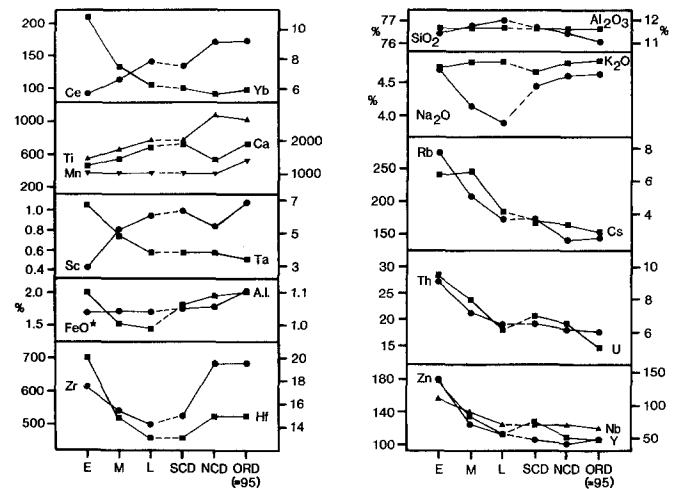 200
150
100
Ce
10
8
6
Yb
1000
600
200
Ti
Mn
Ca
2000
1000
1.0
0.8
0.6
0.4
Sc
7
5
3
Ta
%
2.0
1.5
FeO*
A.I.
1.1
1.0
700
600
500
Zr
20
18
16
14
Hf
E M L SCD NCD ORD
(=95)
%
77
76
SiO2
Al2O3
12
11
%
%
4.5
4.0
Na2O
K2O
250
200
150
Rb
8
6
4
Cs
30
25
20
15
Th
10
8
6
U
180
140
100
Zn
150
100
50
Nb
Y
E M L SCD NCD ORD
(=95)